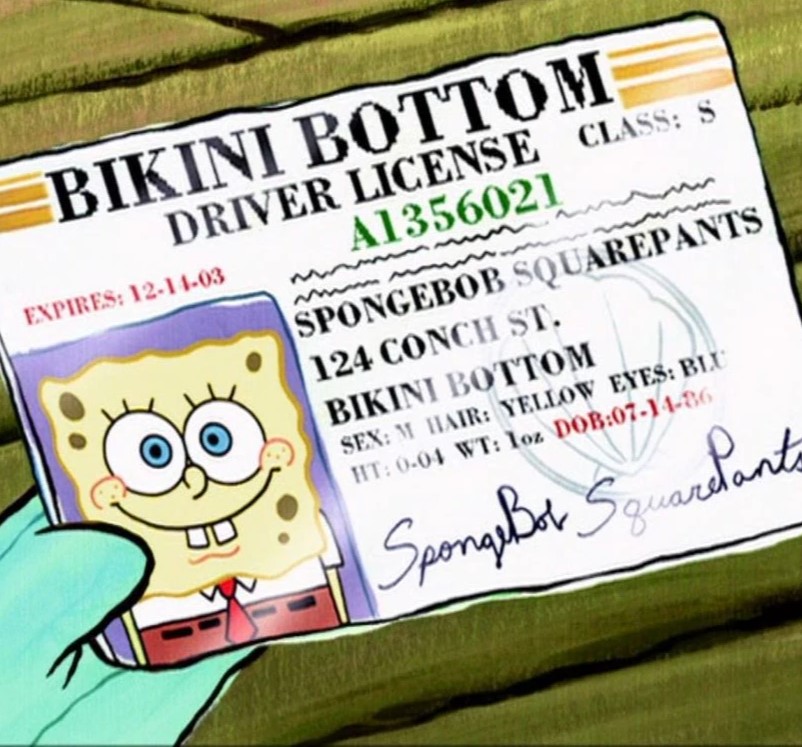 BIKINI BOTTOM
DRIVER LICENSE
CLASS: S
A1356021
EXPIRES: 12-14-03
SPONGEBOB SQUAREPANTS
124 CONCH ST.
BIKINI BOTTOM
SEX: M HAIR: YELLOW EYES: BLU
HT: 0-04 WT: 1oz DOB:07-14-86
SpongeBob SquarePants